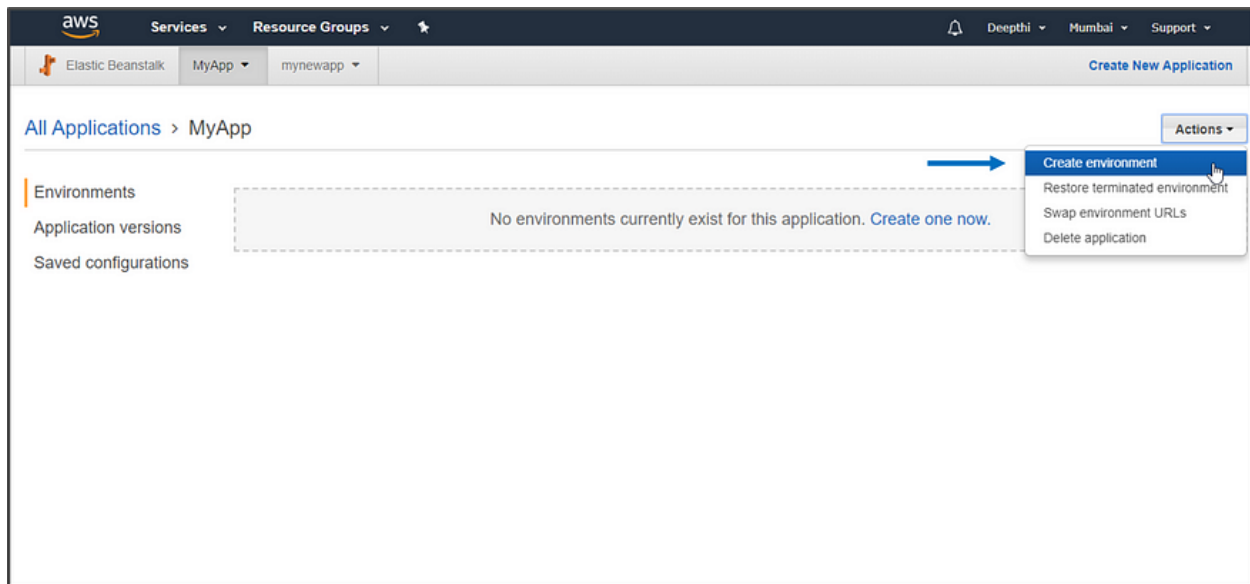 aws Services Resource Groups Deepthi Mumbai Support
Elastic Beanstalk MyApp mynewapp Create New Application
All Applications > MyApp
Actions
Create environment
Restore terminated environment
Swap environment URLs
Delete application
Environments
Application versions
Saved configurations
No environments currently exist for this application. Create one now.